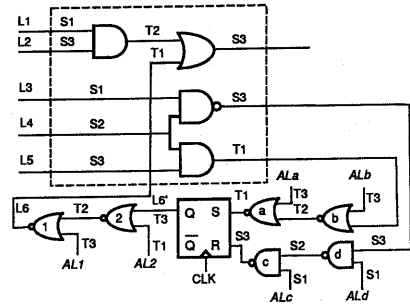 L1 S1
L2 S3
T2
T1
S3
L3 S1
S3
L4 S2
L5 S3
T1
ALa ALb
L6 T2 L6' T1 T3 T3
1 2 T3 Q S a T2 b
T3 T1 Q R S3 S2 S3
AL1 AL2 c d
CLK S1 S1
ALc ALd